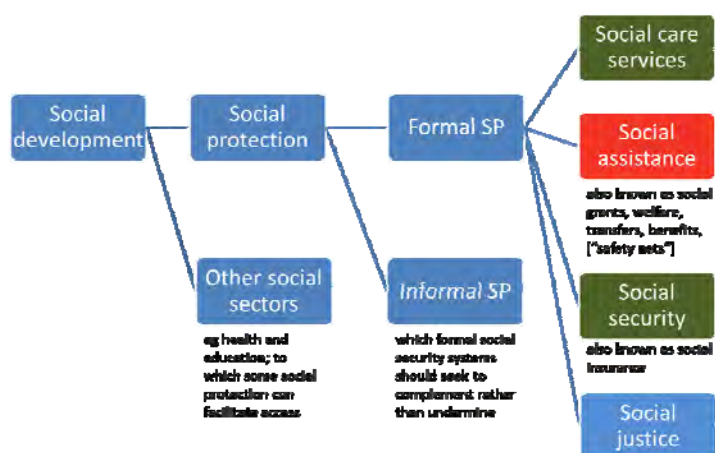 Social care
services
Social
development
Social
protection
Formal SP
Social
assistance
also known as social
grants, welfare,
transfers, benefits,
["safety nets"]
Other social
sectors
eg health and
education; to
which some social
protection can
facilitate access
Informal SP
which formal social
security systems
should seek to
complement rather
than undermine
Social
security
also known as social
insurance
Social
justice